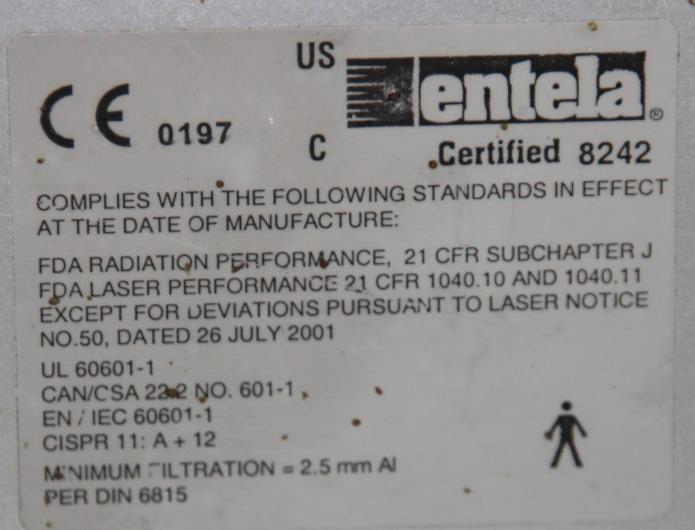 CE 0197
US
C
entela ®
Certified 8242
COMPLIES WITH THE FOLLOWING STANDARDS IN EFFECT
AT THE DATE OF MANUFACTURE:
FDA RADIATION PERFORMANCE, 21 CFR SUBCHAPTER J
FDA LASER PERFORMANCE 21 CFR 1040.10 AND 1040.11
EXCEPT FOR DEVIATIONS PURSUANT TO LASER NOTICE
NO.50, DATED 26 JULY 2001
UL 60601-1
CAN/CSA 22.2 NO. 601-1
EN / IEC 60601-1
CISPR 11: A + 12
MINIMUM FILTRATION = 2.5 mm Al
PER DIN 6815